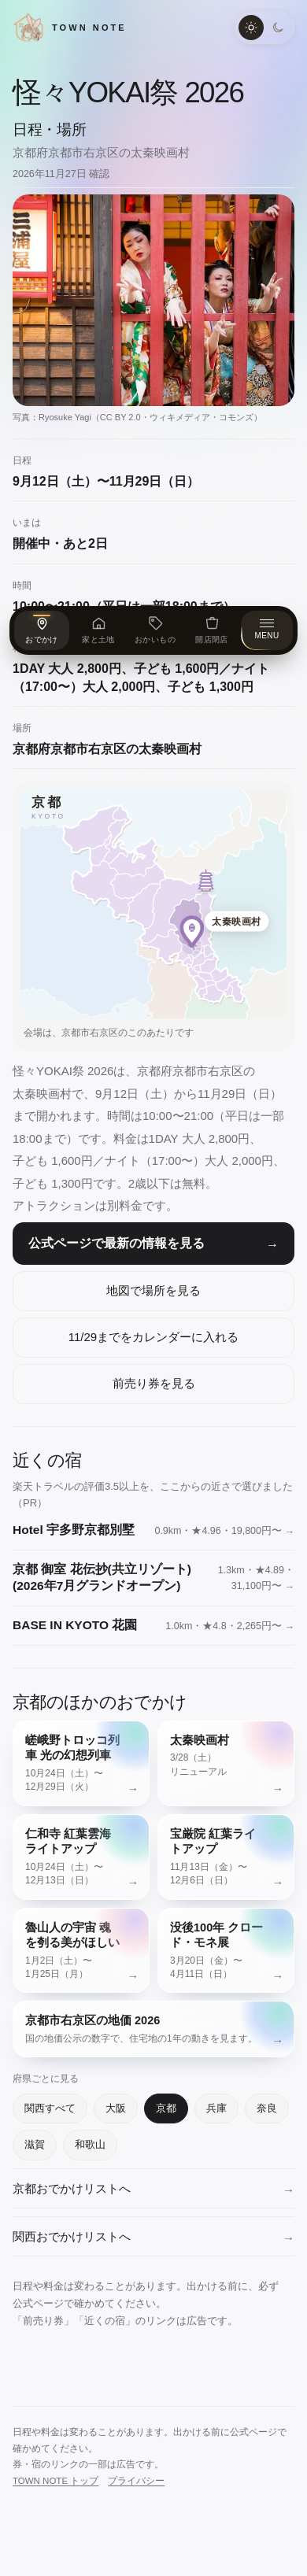 TOWN NOTE
怪々YOKAI祭 2026
日程・場所
京都府京都市右京区の太秦映画村
2026年11月27日 確認
三浦屋
写真：Ryosuke Yagi（CC BY 2.0・ウィキメディア・コモンズ）
日程
9月12日（土）〜11月29日（日）
いまは
開催中・あと2日
時間
10:00〜21:00（平日は一部18:00まで）
おでかけ
家と土地
おかいもの
開店閉店
MENU
1DAY 大人 2,800円、子ども 1,600円／ナイト
（17:00〜）大人 2,000円、子ども 1,300円
場所
京都府京都市右京区の太秦映画村
京都
KYOTO
太秦映画村
会場は、京都市右京区のこのあたりです
怪々YOKAI祭 2026は、京都府京都市右京区の
太秦映画村で、9月12日（土）から11月29日（日）
まで開かれます。時間は10:00〜21:00（平日は一部
18:00まで）です。料金は1DAY 大人 2,800円、
子ども 1,600円／ナイト（17:00〜）大人 2,000円、
子ども 1,300円です。2歳以下は無料。
アトラクションは別料金です。
公式ページで最新の情報を見る →
地図で場所を見る
11/29までをカレンダーに入れる
前売り券を見る
近くの宿
楽天トラベルの評価3.5以上を、ここからの近さで選びました
（PR）
Hotel 宇多野京都別墅 0.9km・★4.96・19,800円〜 →
京都 御室 花伝抄(共立リゾート) 1.3km・★4.89・
(2026年7月グランドオープン) 31,100円〜 →
BASE IN KYOTO 花園 1.0km・★4.8・2,265円〜 →
京都のほかのおでかけ
嵯峨野トロッコ列
車 光の幻想列車
10月24日（土）〜
12月29日（火） →
太秦映画村
3/28（土）
リニューアル →
仁和寺 紅葉雲海
ライトアップ
10月24日（土）〜
12月13日（日） →
宝厳院 紅葉ライ
トアップ
11月13日（金）〜
12月6日（日） →
魯山人の宇宙 魂
を刳る美がほしい
1月2日（土）〜
1月25日（月） →
没後100年 クロー
ド・モネ展
3月20日（金）〜
4月11日（日） →
京都市右京区の地価 2026
国の地価公示の数字で、住宅地の1年の動きを見ます。 →
府県ごとに見る
関西すべて 大阪 京都 兵庫 奈良
滋賀 和歌山
京都おでかけリストへ →
関西おでかけリストへ →
日程や料金は変わることがあります。出かける前に、必ず
公式ページで確かめてください。
「前売り券」「近くの宿」のリンクは広告です。
日程や料金は変わることがあります。出かける前に公式ページで
確かめてください。
券・宿のリンクの一部は広告です。
TOWN NOTE トップ プライバシー